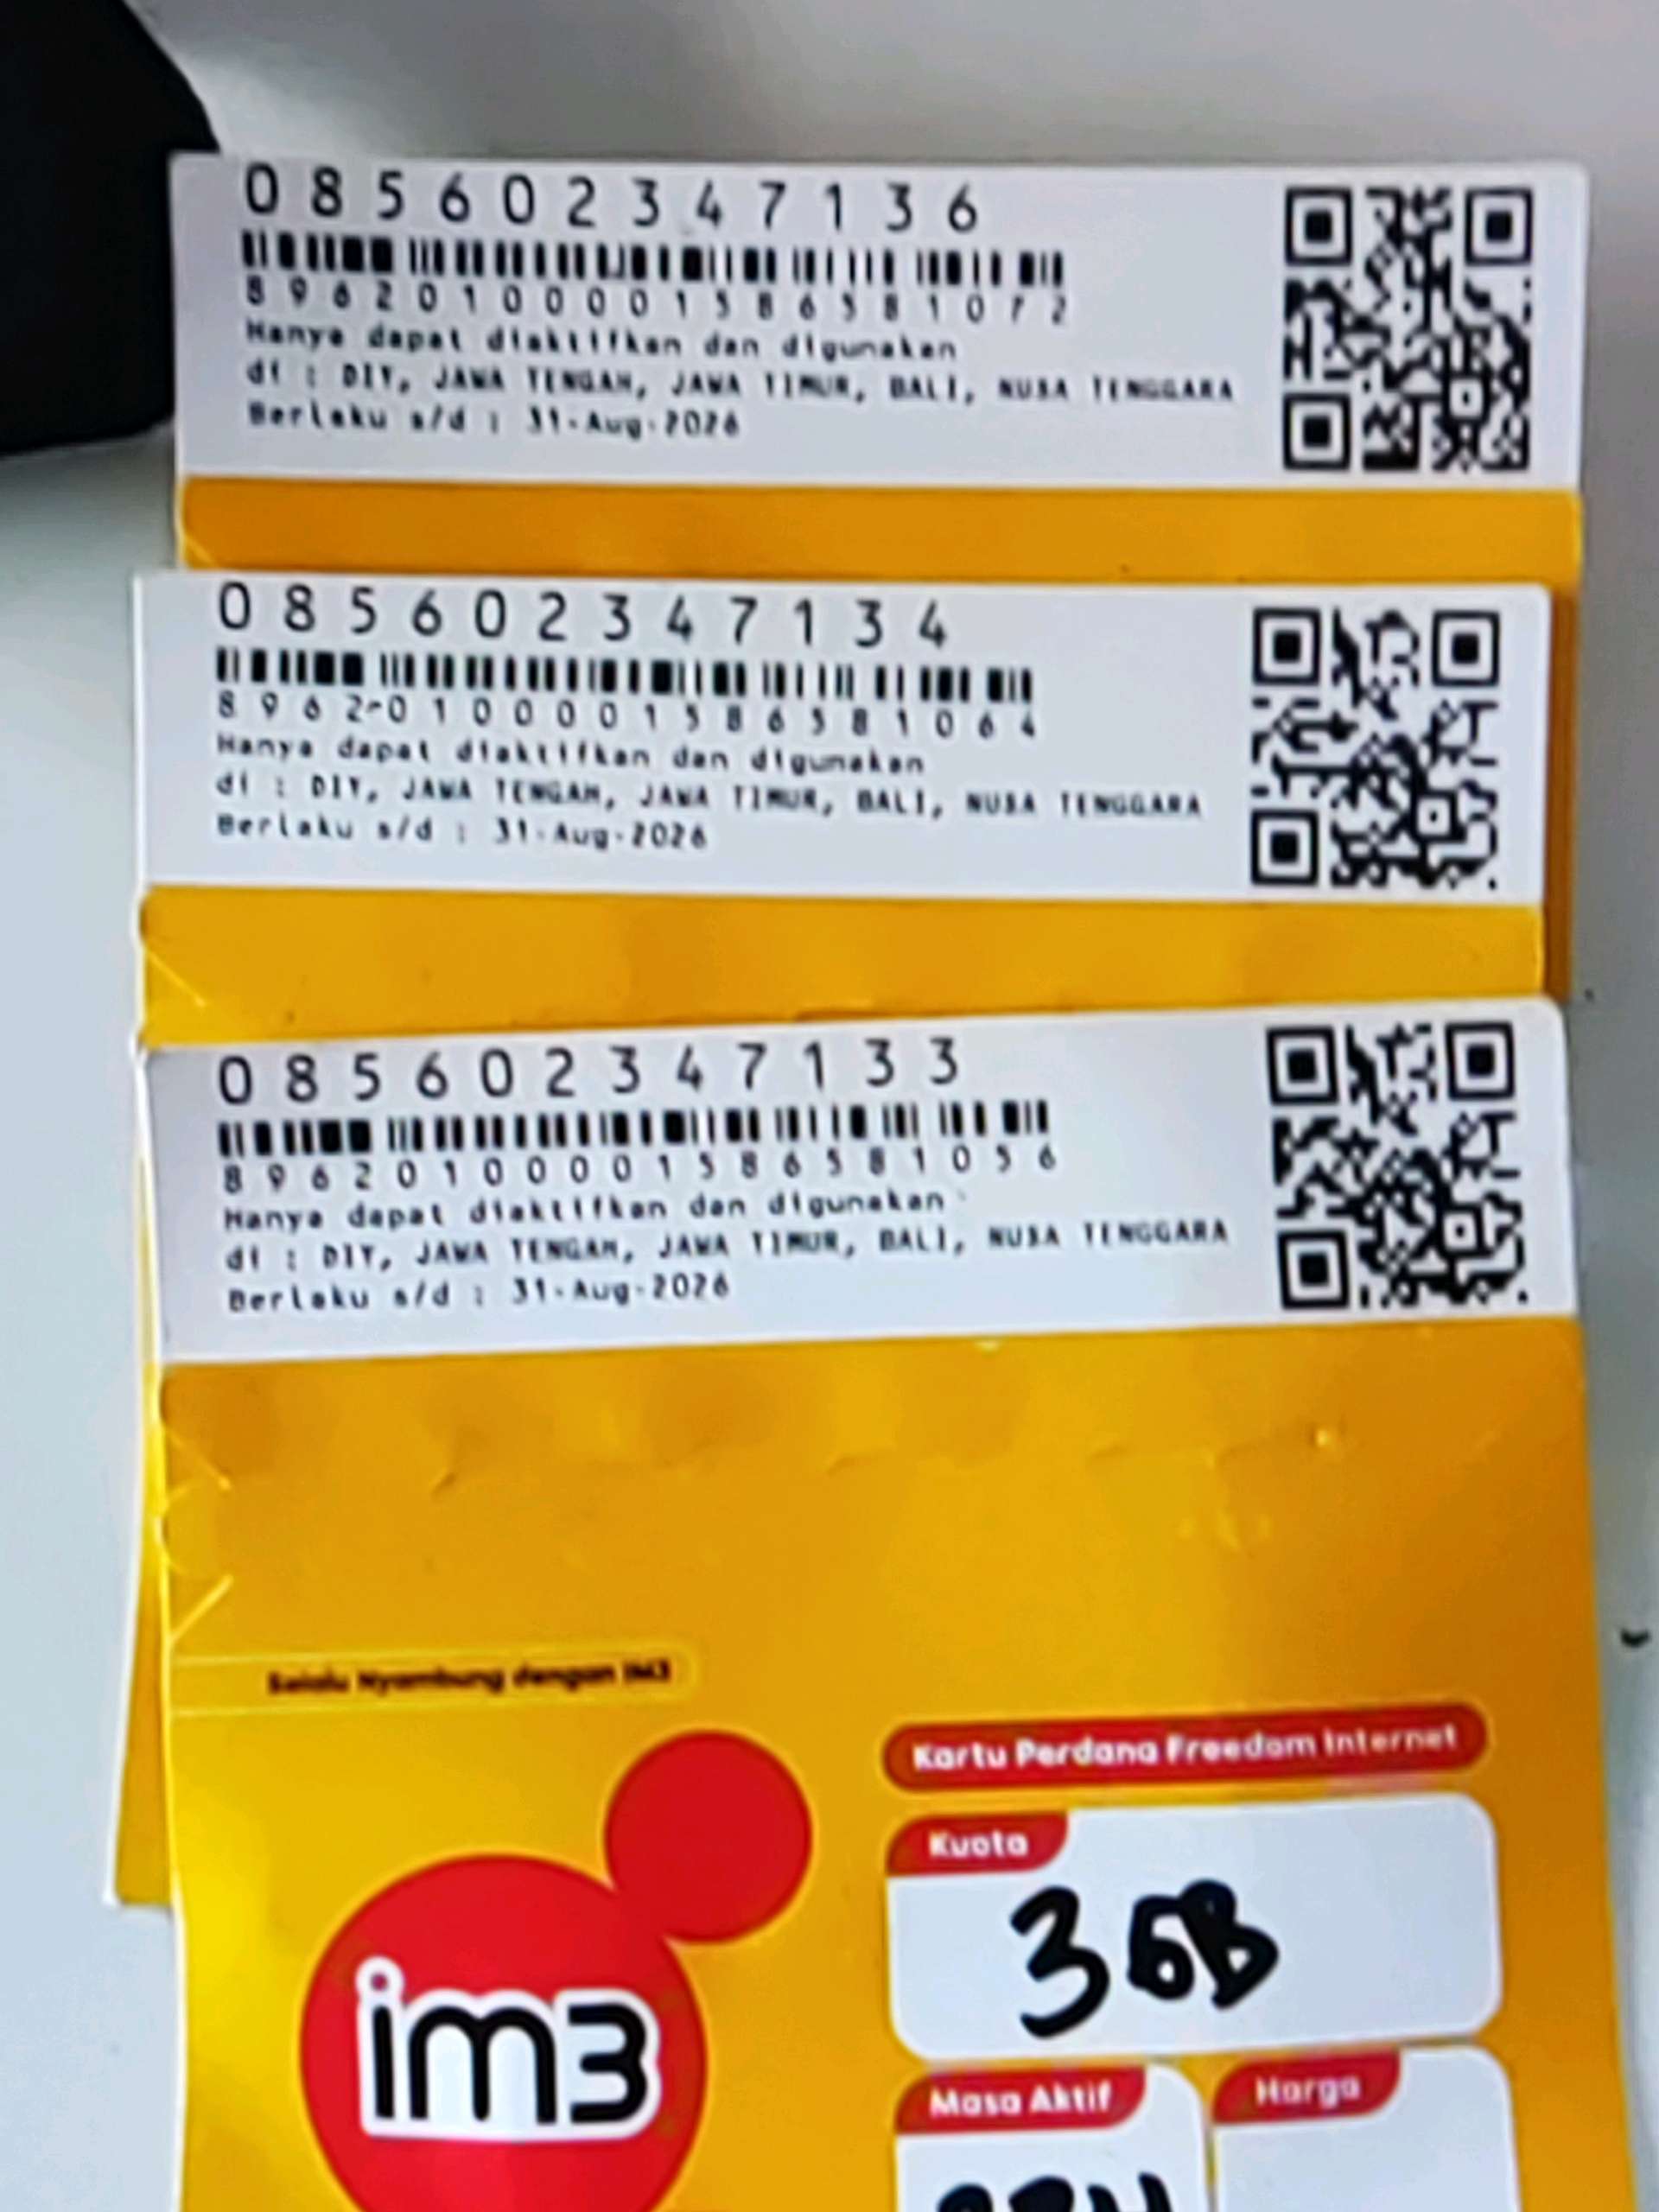 085602347136
89620100001586581072
Hanya dapat diaktifkan dan digunakan
di : DIY, JAWA TENGAH, JAWA TIMUR, BALI, NUSA TENGGARA
Berlaku s/d : 31-Aug-2026
085602347134
89620100001586581064
Hanya dapat diaktifkan dan digunakan
di : DIY, JAWA TENGAH, JAWA TIMUR, BALI, NUSA TENGGARA
Berlaku s/d : 31-Aug-2026
085602347133
89620100001586581056
Hanya dapat diaktifkan dan digunakan
di : DIY, JAWA TENGAH, JAWA TIMUR, BALI, NUSA TENGGARA
Berlaku s/d : 31-Aug-2026
Selalu Nyambung dengan IM3
Kartu Perdana Freedom Internet
Kuota
3 GB
im3
Masa Aktif
Harga